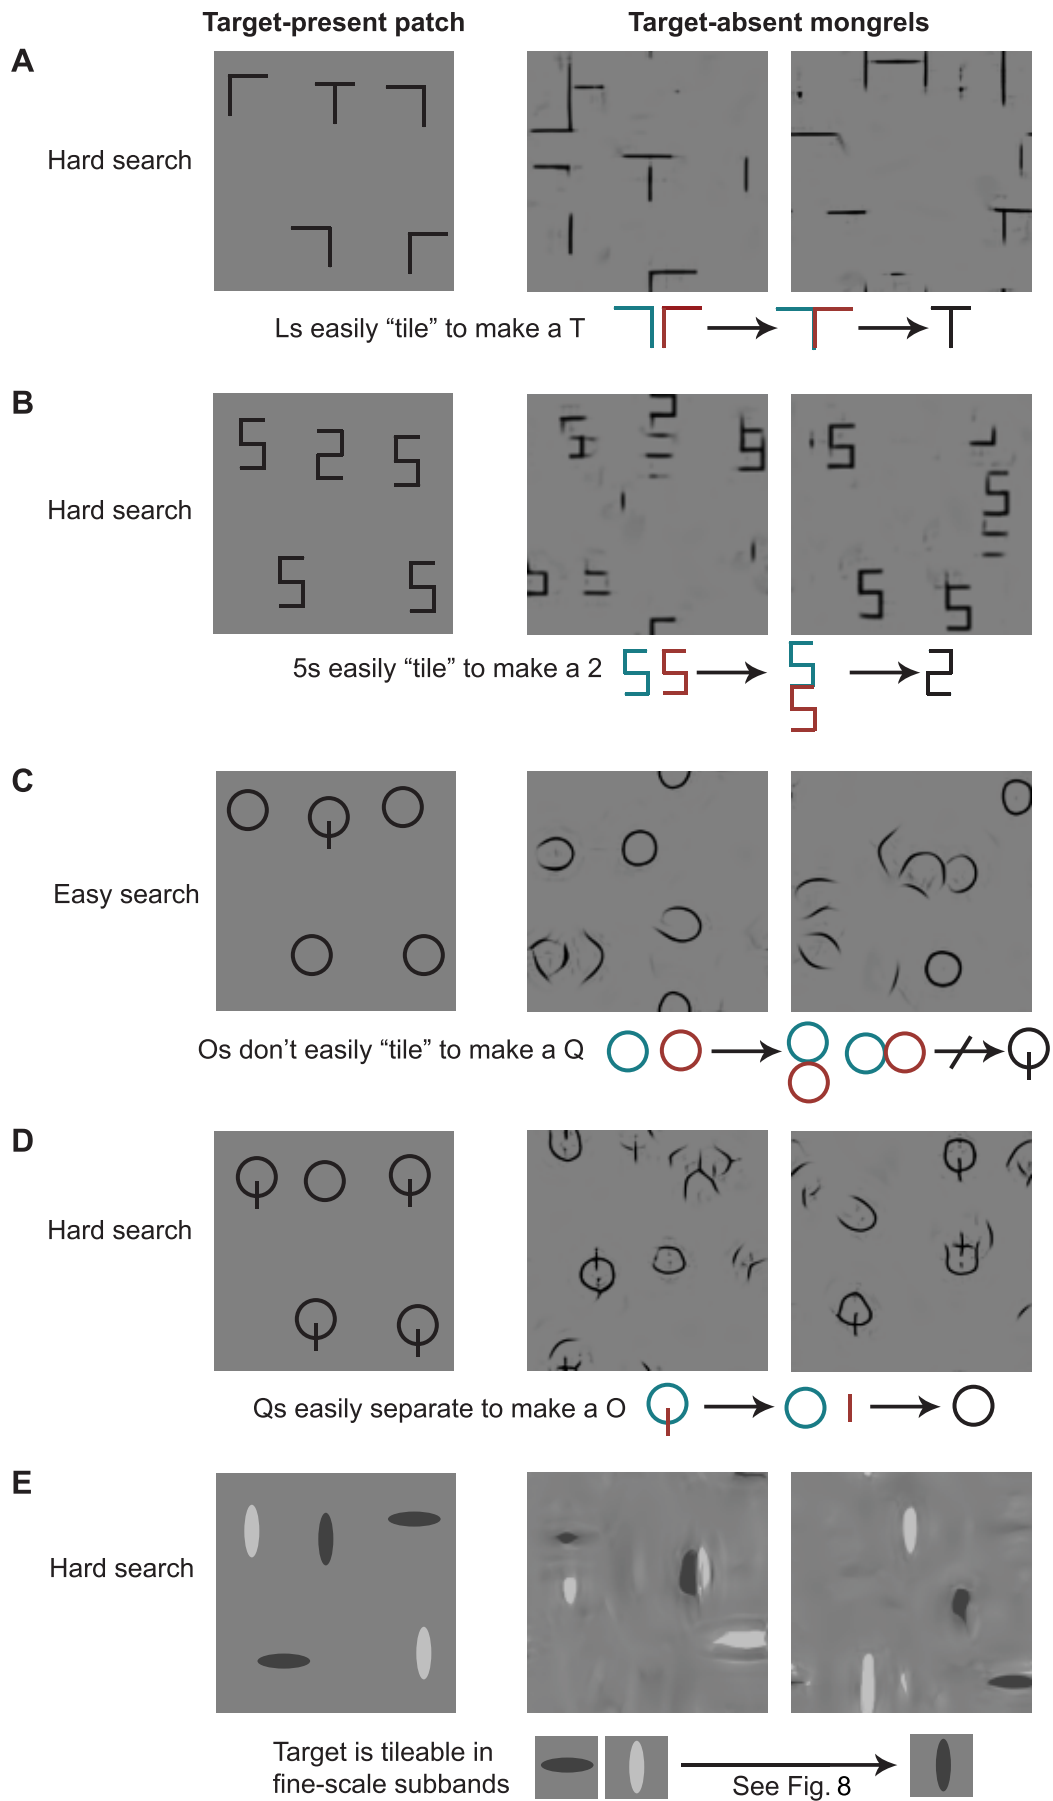 Target-present patch
Target-absent mongrels
A
Hard search
Ls easily “tile” to make a T
B
Hard search
5s easily “tile” to make a 2
C
Easy search
Os don’t easily “tile” to make a Q
D
Hard search
Qs easily separate to make a O
E
Hard search
Target is tileable in
fine-scale subbands
See Fig. 8